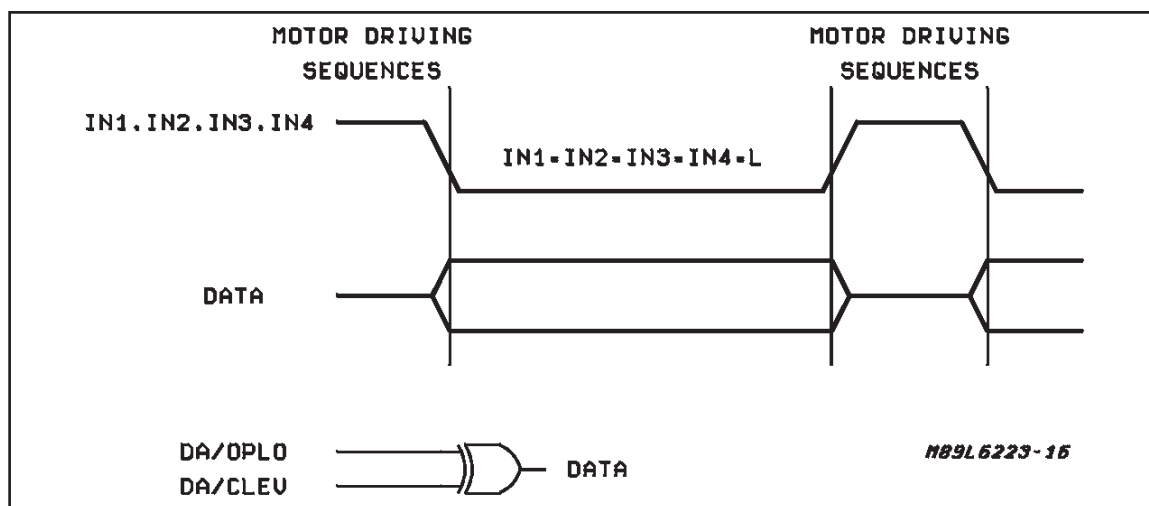 MOTOR DRIVING
SEQUENCES
MOTOR DRIVING
SEQUENCES
IN1.IN2.IN3.IN4
IN1=IN2=IN3=IN4=L
DATA
DA/OPLO
DA/CLEV
DATA
M89L6223-16